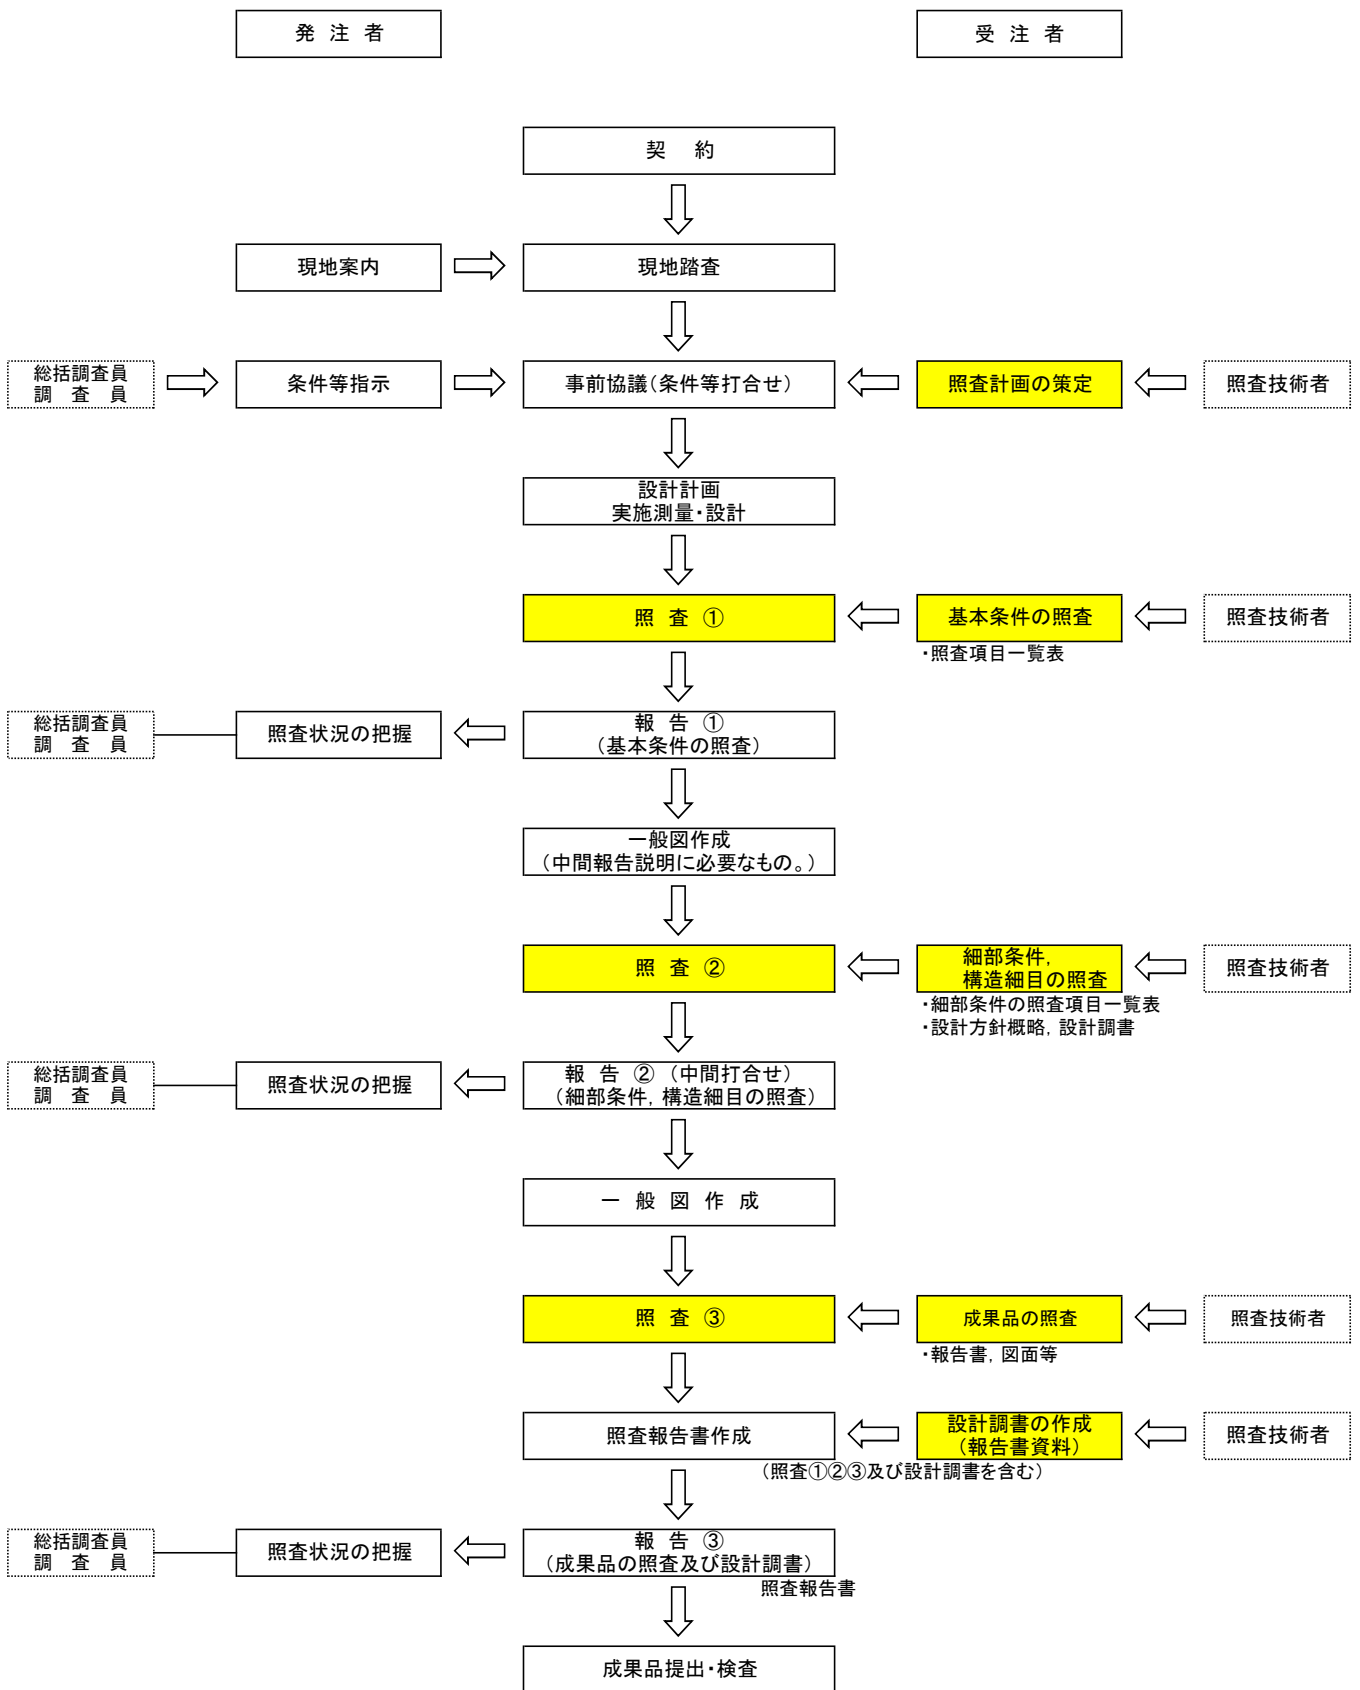 発 注 者
受 注 者
契 約
現地案内
現地踏査
総括調査員
調 査 員
条件等指示
事前協議(条件等打合せ)
照査計画の策定
照査技術者
設計計画
実施測量・設計
照 査 ①
基本条件の照査
照査技術者
・照査項目一覧表
総括調査員
調 査 員
照査状況の把握
報 告 ①
(基本条件の照査)
一般図作成
(中間報告説明に必要なもの。)
照 査 ②
細部条件,
構造細目の照査
照査技術者
・細部条件の照査項目一覧表
・設計方針概略, 設計調書
総括調査員
調 査 員
照査状況の把握
報 告 ② (中間打合せ)
(細部条件, 構造細目の照査)
一 般 図 作 成
照 査 ③
成果品の照査
照査技術者
・報告書, 図面等
照査報告書作成
設計調書の作成
(報告書資料)
照査技術者
(照査①②③及び設計調書を含む)
総括調査員
調 査 員
照査状況の把握
報 告 ③
(成果品の照査及び設計調書)
照査報告書
成果品提出・検査